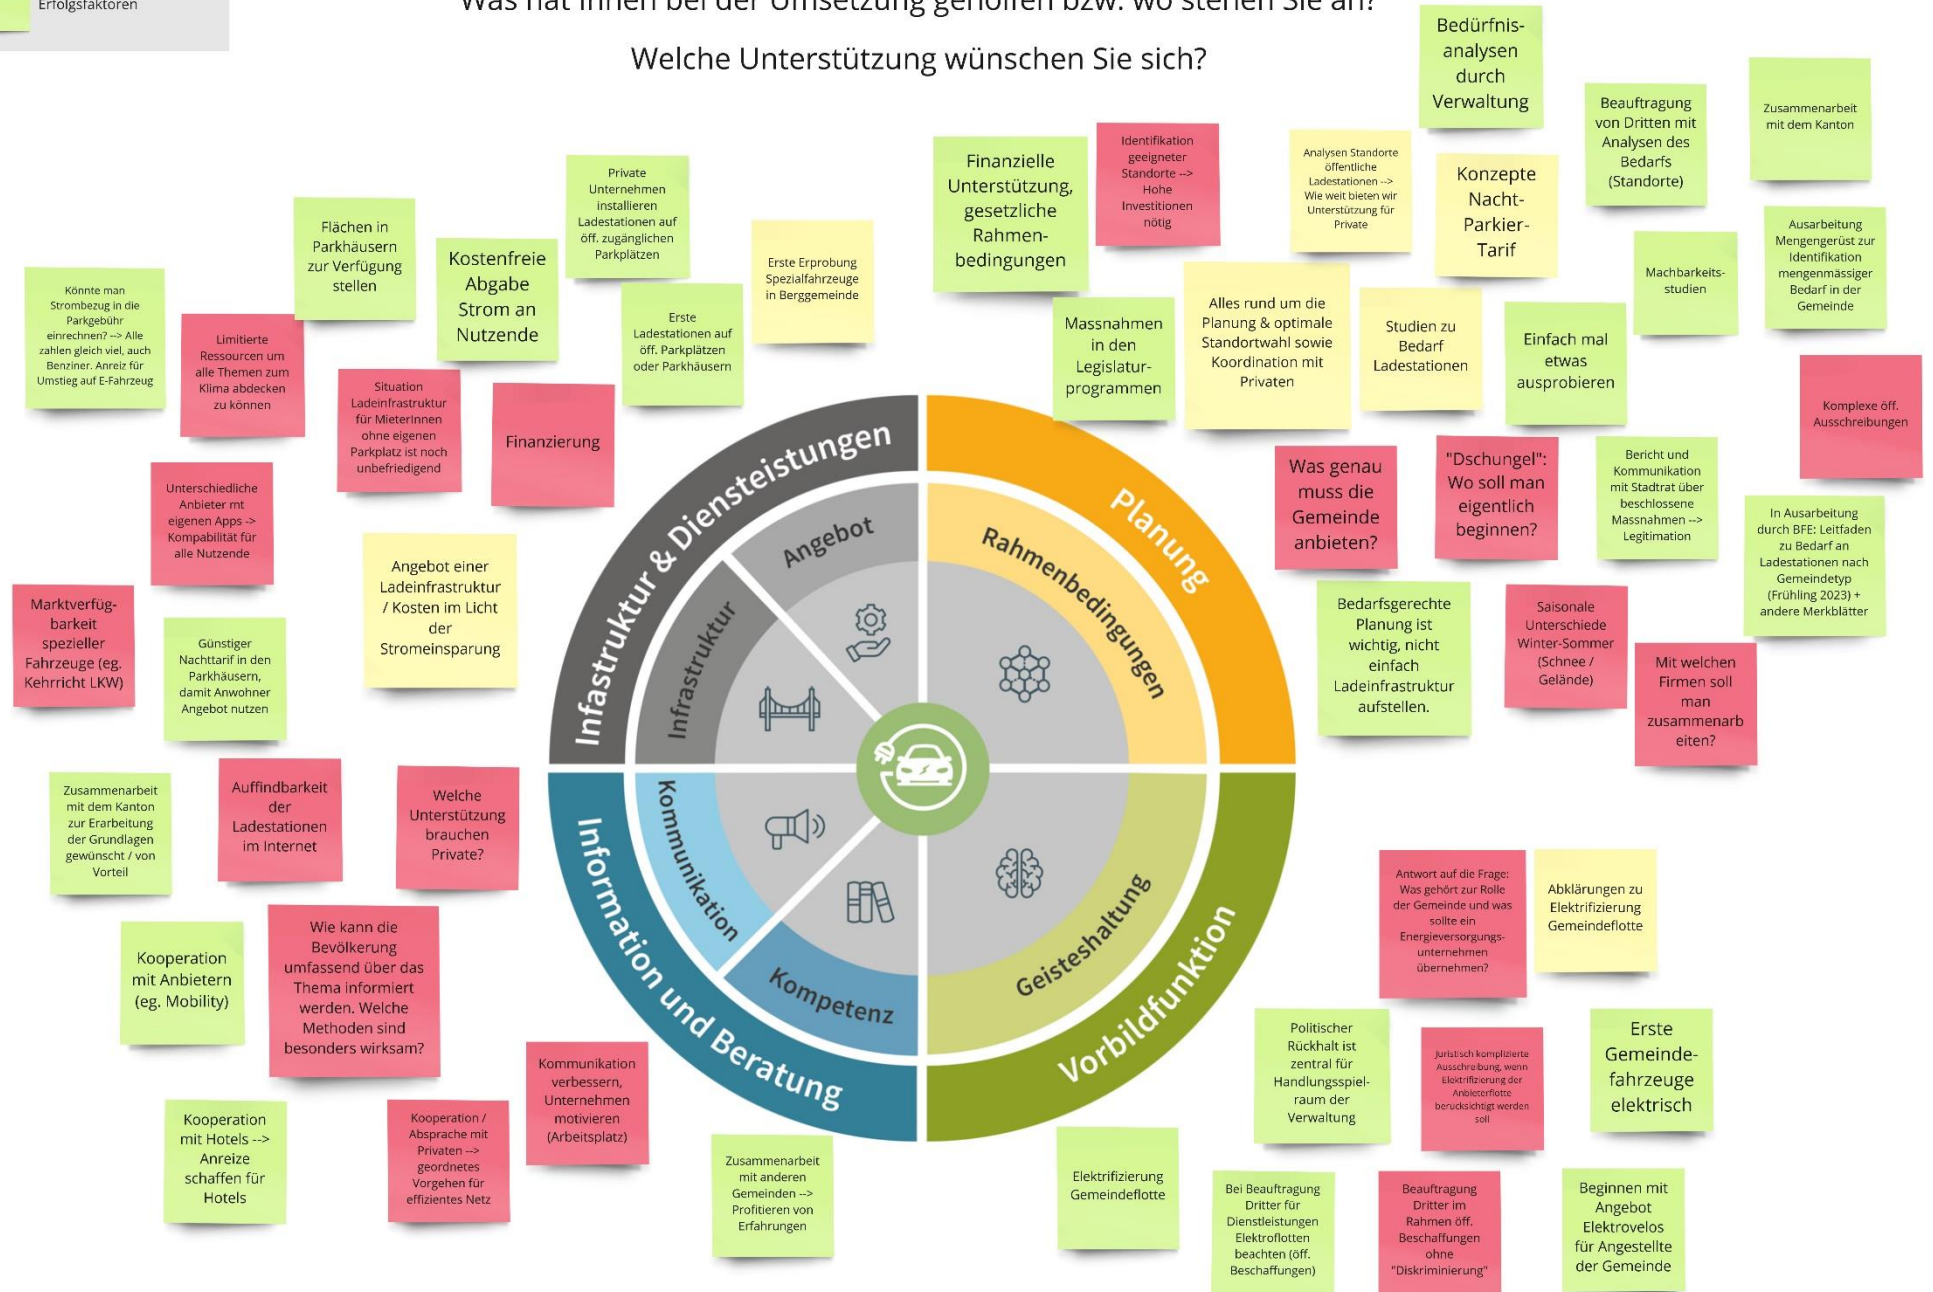 Erfolgsfaktoren
Was hat Ihnen bei der Umsetzung geholfen bzw. wo stehen Sie an?
Welche Unterstützung wünschen Sie sich?
Könnte man
Strombezug in die
Parkgebühr
einrechnen? --> Alle
zahlen gleich viel, auch
Benziner. Anreiz für
Umstieg auf E-Fahrzeug
Limitierte
Ressourcen um
alle Themen zum
Klima abdecken
zu können
Flächen in
Parkhäusern
zur Verfügung
stellen
Kostenfreie
Abgabe
Strom an
Nutzende
Private
Unternehmen
installieren
Ladestationen auf
öff. zugänglichen
Parkplätzen
Erste
Ladestationen auf
öff. Parkplätzen
oder Parkhäusern
Erste Erprobung
Spezialfahrzeuge
in Berggemeinde
Situation
Ladeinfrastruktur
für MieterInnen
ohne eigenen
Parkplatz ist noch
unbefriedigend
Finanzierung
Unterschiedliche
Anbieter mt
eigenen Apps ->
Kompabilität für
alle Nutzende
Angebot einer
Ladeinfrastruktur
/ Kosten im Licht
der
Stromeinsparung
Marktverfüg-
barkeit
spezieller
Fahrzeuge (eg.
Kehrricht LKW)
Günstiger
Nachttarif in den
Parkhäusern,
damit Anwohner
Angebot nutzen
Finanzielle
Unterstützung,
gesetzliche
Rahmen-
bedingungen
Identifikation
geeigneter
Standorte -->
Hohe
Investitionen
nötig
Analysen Standorte
öffentliche
Ladestationen -->
Wie weit bieten wir
Unterstützung für
Private
Bedürfnis-
analysen
durch
Verwaltung
Konzepte
Nacht-
Parkier-
Tarif
Beauftragung
von Dritten mit
Analysen des
Bedarfs
(Standorte)
Zusammenarbeit
mit dem Kanton
Ausarbeitung
Mengengerüst zur
Identifikation
mengenmässiger
Bedarf in der
Gemeinde
Machbarkeits-
studien
Massnahmen
in den
Legislatur-
programmen
Alles rund um die
Planung & optimale
Standortwahl sowie
Koordination mit
Privaten
Studien zu
Bedarf
Ladestationen
Einfach mal
etwas
ausprobieren
Komplexe öff.
Ausschreibungen
Was genau
muss die
Gemeinde
anbieten?
"Dschungel":
Wo soll man
eigentlich
beginnen?
Bericht und
Kommunikation
mit Stadtrat über
beschlossene
Massnahmen -->
Legitimation
In Ausarbeitung
durch BFE: Leitfaden
zu Bedarf an
Ladestationen nach
Gemeindetyp
(Frühling 2023) +
andere Merkblätter
Bedarfsgerechte
Planung ist
wichtig, nicht
einfach
Ladeinfrastruktur
aufstellen.
Saisonale
Unterschiede
Winter-Sommer
(Schnee /
Gelände)
Mit welchen
Firmen soll
man
zusammenarb
eiten?
Infastruktur & Diensteistungen
Angebot
Infrastruktur
Planung
Rahmenbedingungen
Information und Beratung
Kommunikation
Kompetenz
Vorbildfunktion
Geisteshaltung
Zusammenarbeit
mit dem Kanton
zur Erarbeitung
der Grundlagen
gewünscht / von
Vorteil
Auffindbarkeit
der
Ladestationen
im Internet
Welche
Unterstützung
brauchen
Private?
Kooperation
mit Anbietern
(eg. Mobility)
Wie kann die
Bevölkerung
umfassend über das
Thema informiert
werden. Welche
Methoden sind
besonders wirksam?
Kommunikation
verbessern,
Unternehmen
motivieren
(Arbeitsplatz)
Kooperation
mit Hotels -->
Anreize
schaffen für
Hotels
Kooperation /
Absprache mit
Privaten -->
geordnetes
Vorgehen für
effizientes Netz
Zusammenarbeit
mit anderen
Gemeinden -->
Profitieren von
Erfahrungen
Antwort auf die Frage:
Was gehört zur Rolle
der Gemeinde und was
sollte ein
Energieversorgungs-
unternehmen
übernehmen?
Abklärungen zu
Elektrifizierung
Gemeindeflotte
Politischer
Rückhalt ist
zentral für
Handlungsspiel-
raum der
Verwaltung
Juristisch komplizierte
Ausschreibung, wenn
Elektrifizierung der
Anbieterflotte
berücksichtigt werden
soll
Erste
Gemeinde-
fahrzeuge
elektrisch
Elektrifizierung
Gemeindeflotte
Bei Beauftragung
Dritter für
Dienstleistungen
Elektroflotten
beachten (öff.
Beschaffungen)
Beauftragung
Dritter im
Rahmen öff.
Beschaffungen
ohne
"Diskriminierung"
Beginnen mit
Angebot
Elektrovelos
für Angestellte
der Gemeinde